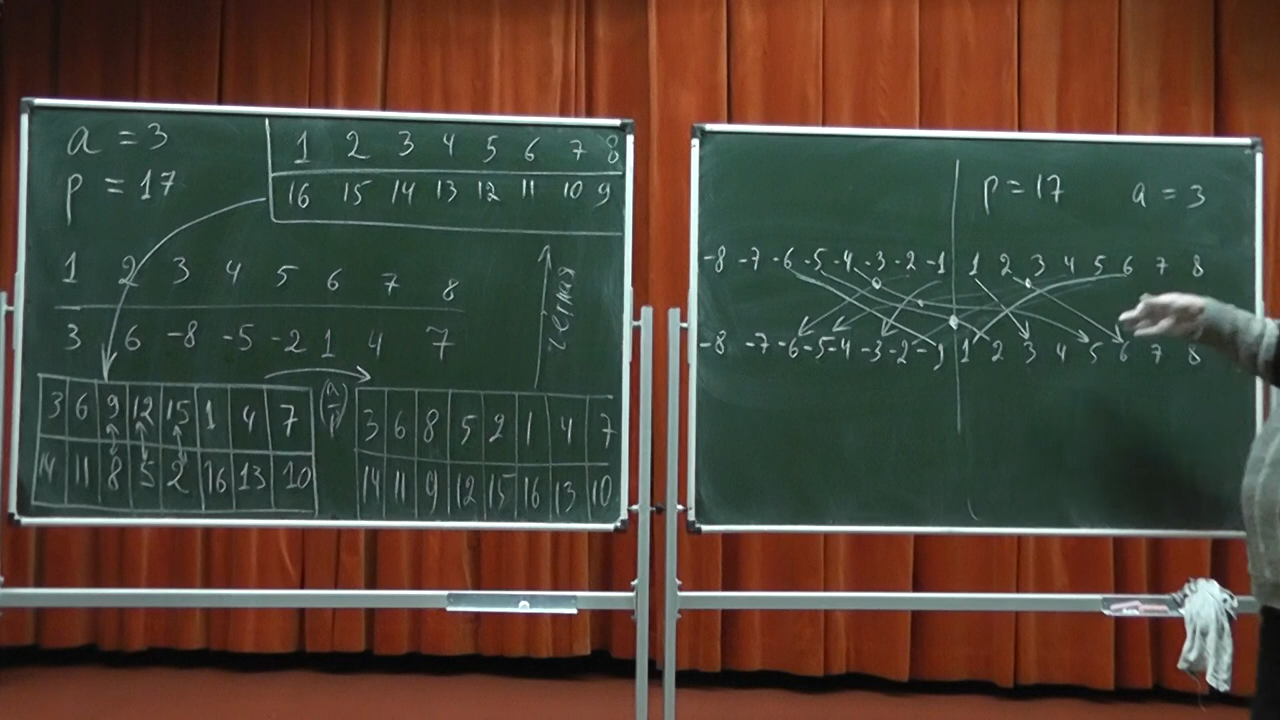 a = 3
p = 17
1 2 3 4 5 6 7 8
16 15 14 13 12 11 10 9
1 2 3 4 5 6 7 8
3 6 -8 -5 -2 1 4 7
четная
3 6 9 12 15 1 4 7
14 11 8 5 2 16 13 10
(a/p)
3 6 8 5 2 1 4 7
14 11 9 12 15 16 13 10
p = 17 a = 3
-8 -7 -6 -5 -4 -3 -2 -1 1 2 3 4 5 6 7 8
-8 -7 -6 -5 -4 -3 -2 -1 1 2 3 4 5 6 7 8